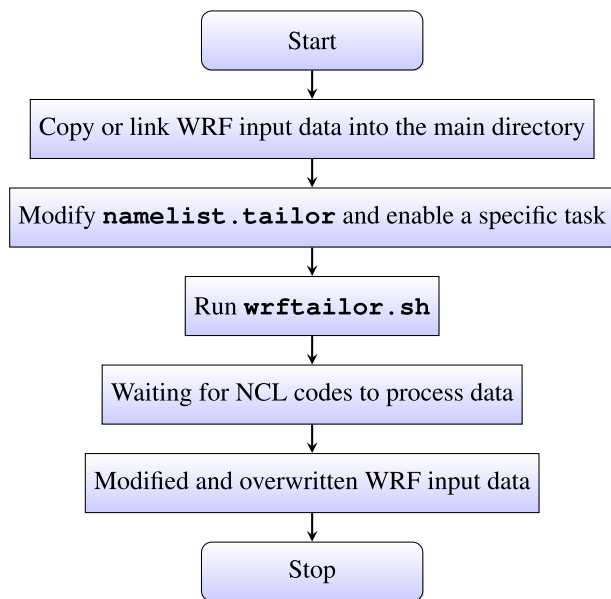 Start
Copy or link WRF input data into the main directory
Modify namelist.tailor and enable a specific task
Run wrftailor.sh
Waiting for NCL codes to process data
Modified and overwritten WRF input data
Stop